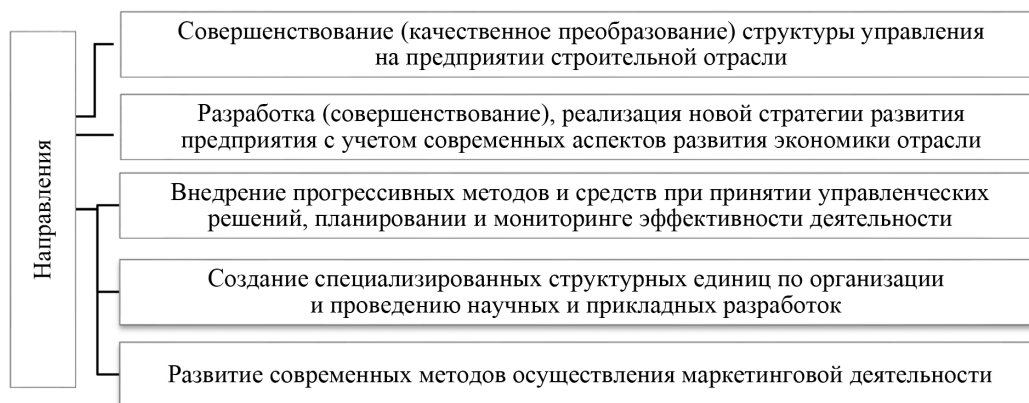 Направления
Совершенствование (качественное преобразование) структуры управления
на предприятии строительной отрасли
Разработка (совершенствование), реализация новой стратегии развития
предприятия с учетом современных аспектов развития экономики отрасли
Внедрение прогрессивных методов и средств при принятии управленческих
решений, планировании и мониторинге эффективности деятельности
Создание специализированных структурных единиц по организации
и проведению научных и прикладных разработок
Развитие современных методов осуществления маркетинговой деятельности